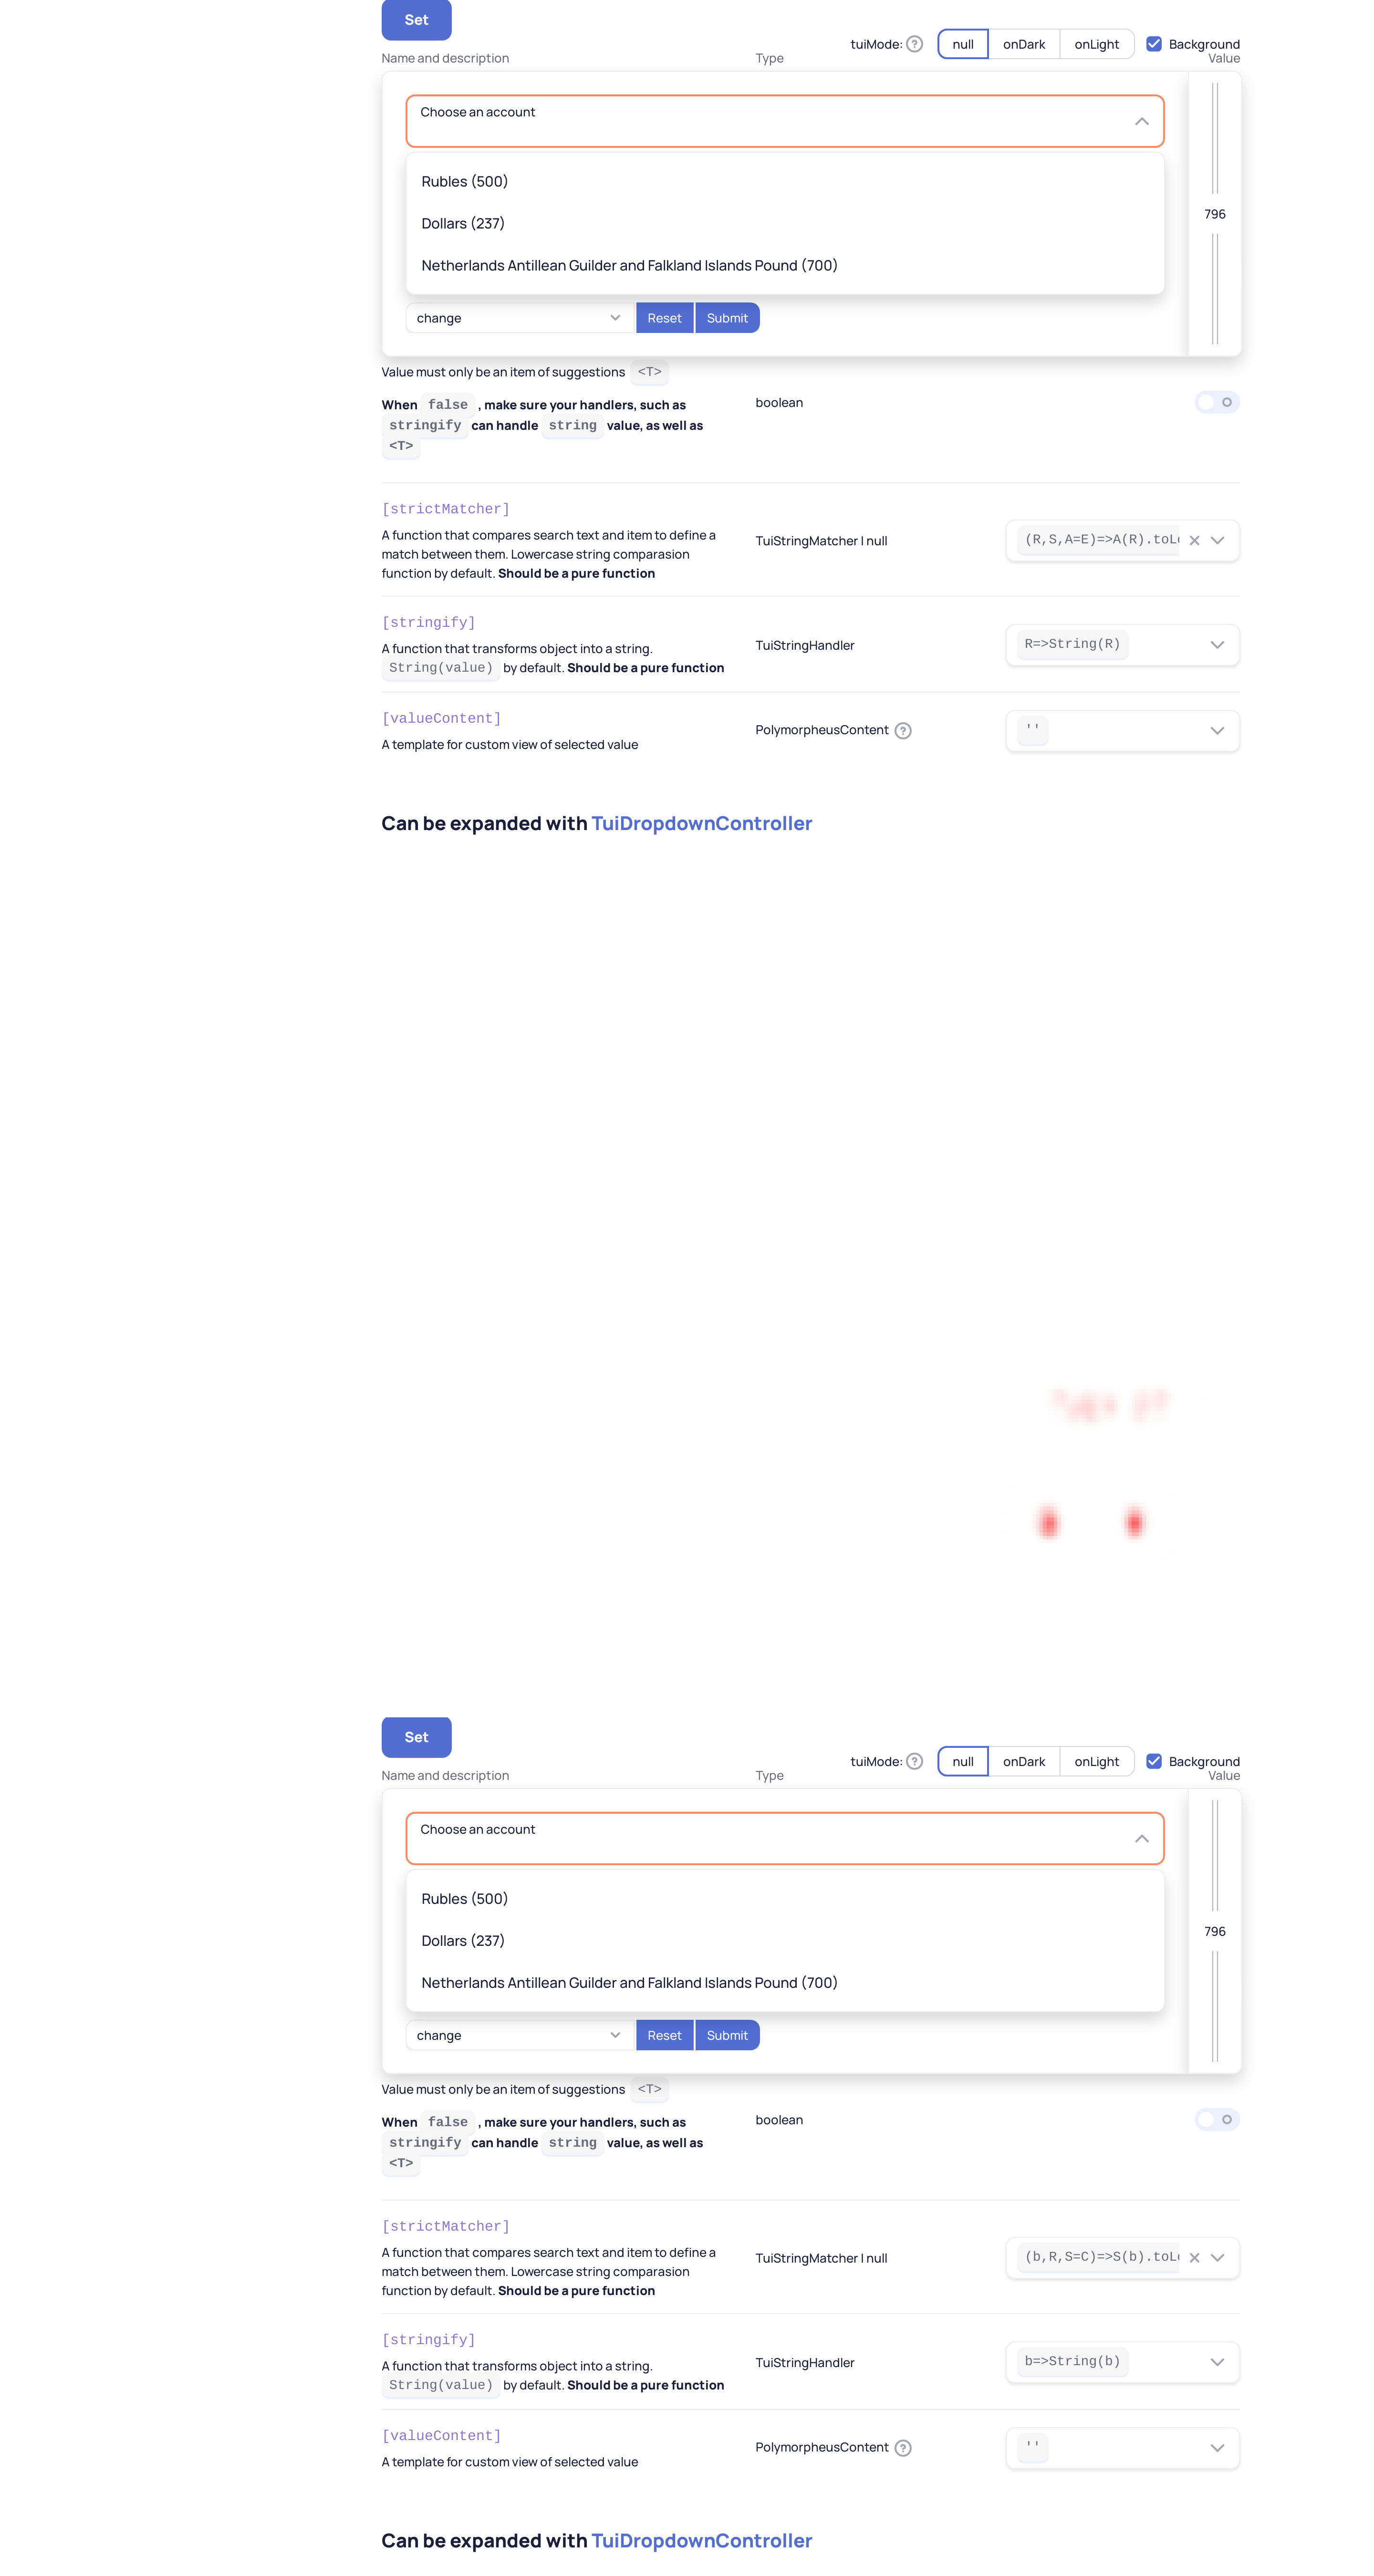 Set
tuiMode: null onDark onLight Background
Name and description Type Value
Choose an account
Rubles (500)
796
Dollars (237)
Netherlands Antillean Guilder and Falkland Islands Pound (700)
change Reset Submit
Value must only be an item of suggestions <T>
When false , make sure your handlers, such as
boolean
stringify can handle string value, as well as
<T>
[strictMatcher]
A function that compares search text and item to define a
TuiStringMatcher | null (R,S,A=E)=>A(R).toL
match between them. Lowercase string comparasion
function by default. Should be a pure function
[stringify]
A function that transforms object into a string.
TuiStringHandler R=>String(R)
String(value) by default. Should be a pure function
[valueContent]
PolymorpheusContent ''
A template for custom view of selected value
Can be expanded with TuiDropdownController
Set
tuiMode: null onDark onLight Background
Name and description Type Value
Choose an account
Rubles (500)
796
Dollars (237)
Netherlands Antillean Guilder and Falkland Islands Pound (700)
change Reset Submit
Value must only be an item of suggestions <T>
When false , make sure your handlers, such as
boolean
stringify can handle string value, as well as
<T>
[strictMatcher]
A function that compares search text and item to define a
TuiStringMatcher | null (b,R,S=C)=>S(b).toL
match between them. Lowercase string comparasion
function by default. Should be a pure function
[stringify]
A function that transforms object into a string.
TuiStringHandler b=>String(b)
String(value) by default. Should be a pure function
[valueContent]
PolymorpheusContent ''
A template for custom view of selected value
Can be expanded with TuiDropdownController